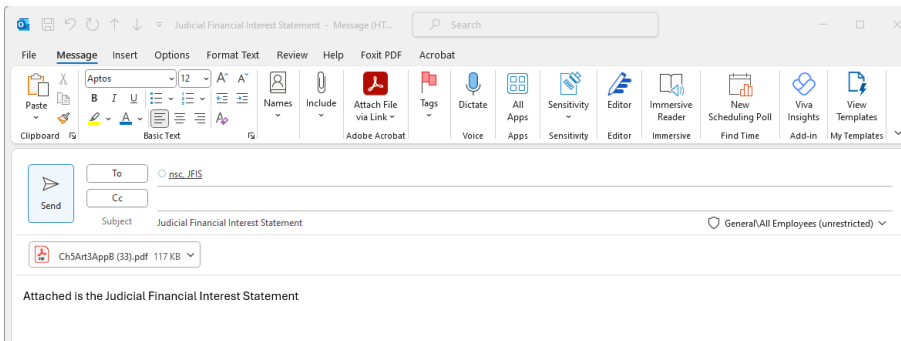 Judicial Financial Interest Statement - Message (HT... Search
File Message Insert Options Format Text Review Help Foxit PDF Acrobat
Aptos 12 A^ A˅
B I U
Paste Names Include Attach File via Link Tags Dictate All Apps Sensitivity Editor Immersive Reader New Scheduling Poll Viva Insights View Templates
Clipboard Basic Text Adobe Acrobat Voice Apps Sensitivity Editor Immersive Find Time Add-in My Templates
Send
To nsc, JFIS
Cc
Subject Judicial Financial Interest Statement General\All Employees (unrestricted)
Ch5Art3AppB (33).pdf 117 KB
Attached is the Judicial Financial Interest Statement